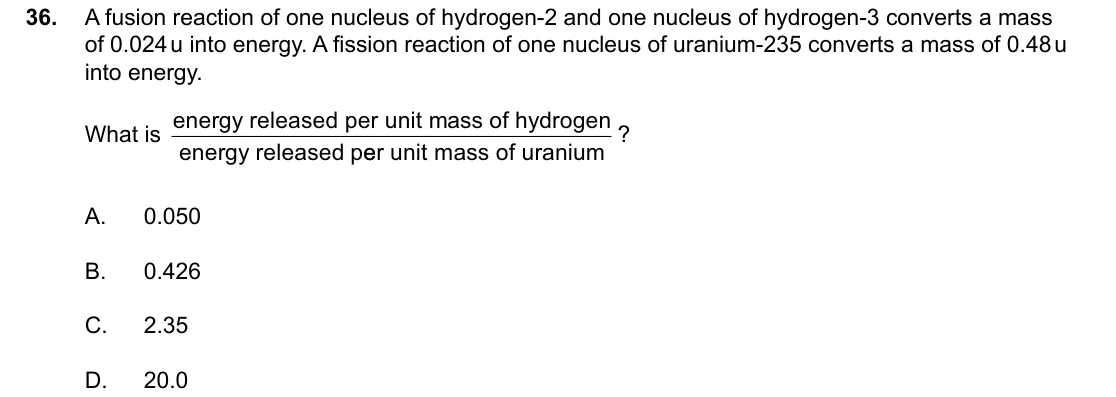 36. A fusion reaction of one nucleus of hydrogen-2 and one nucleus of hydrogen-3 converts a mass
of 0.024 u into energy. A fission reaction of one nucleus of uranium-235 converts a mass of 0.48 u
into energy.
energy released per unit mass of hydrogen
What is ?
energy released per unit mass of uranium
A. 0.050
B. 0.426
C. 2.35
D. 20.0